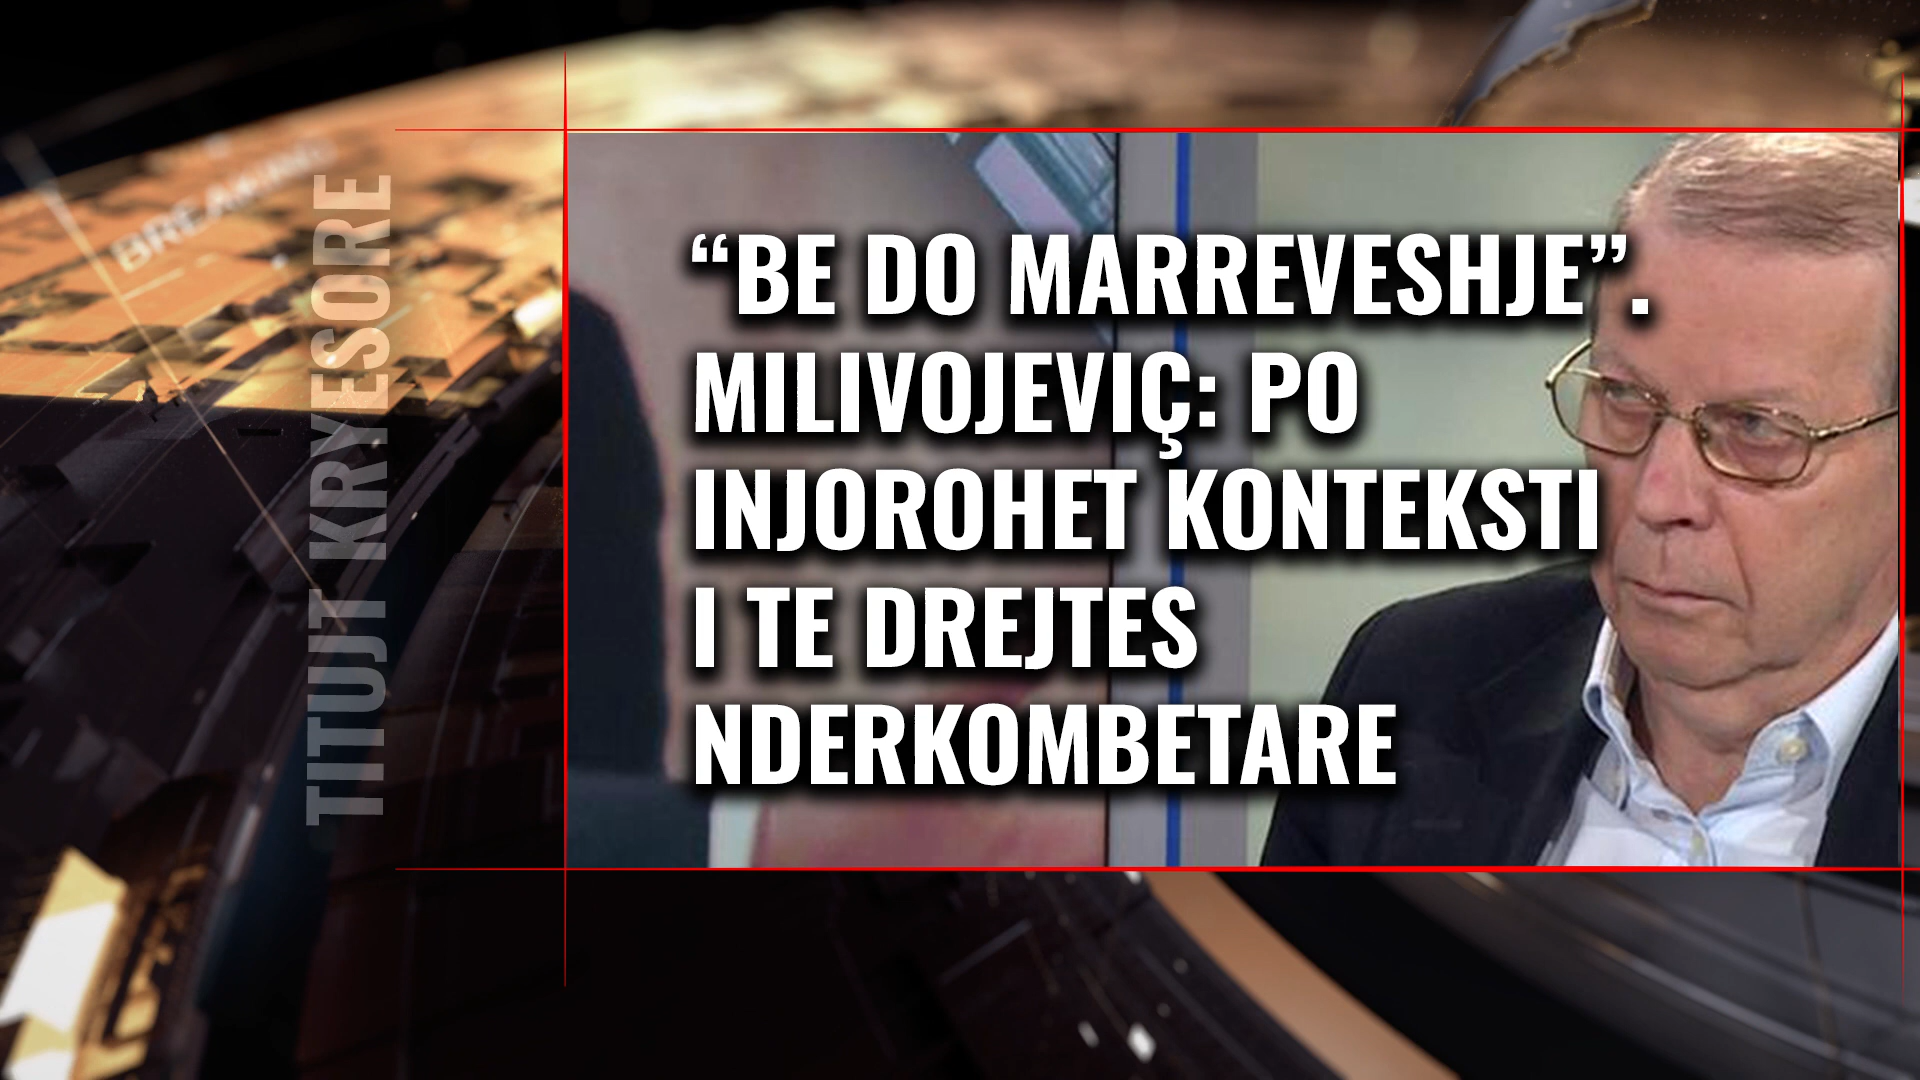 BREAKING
TITUJT KRYESORE
“BE DO MARREVESHJE”.
MILIVOJEVIÇ: PO
INJOROHET KONTEKSTI
I TE DREJTES
NDERKOMBETARE